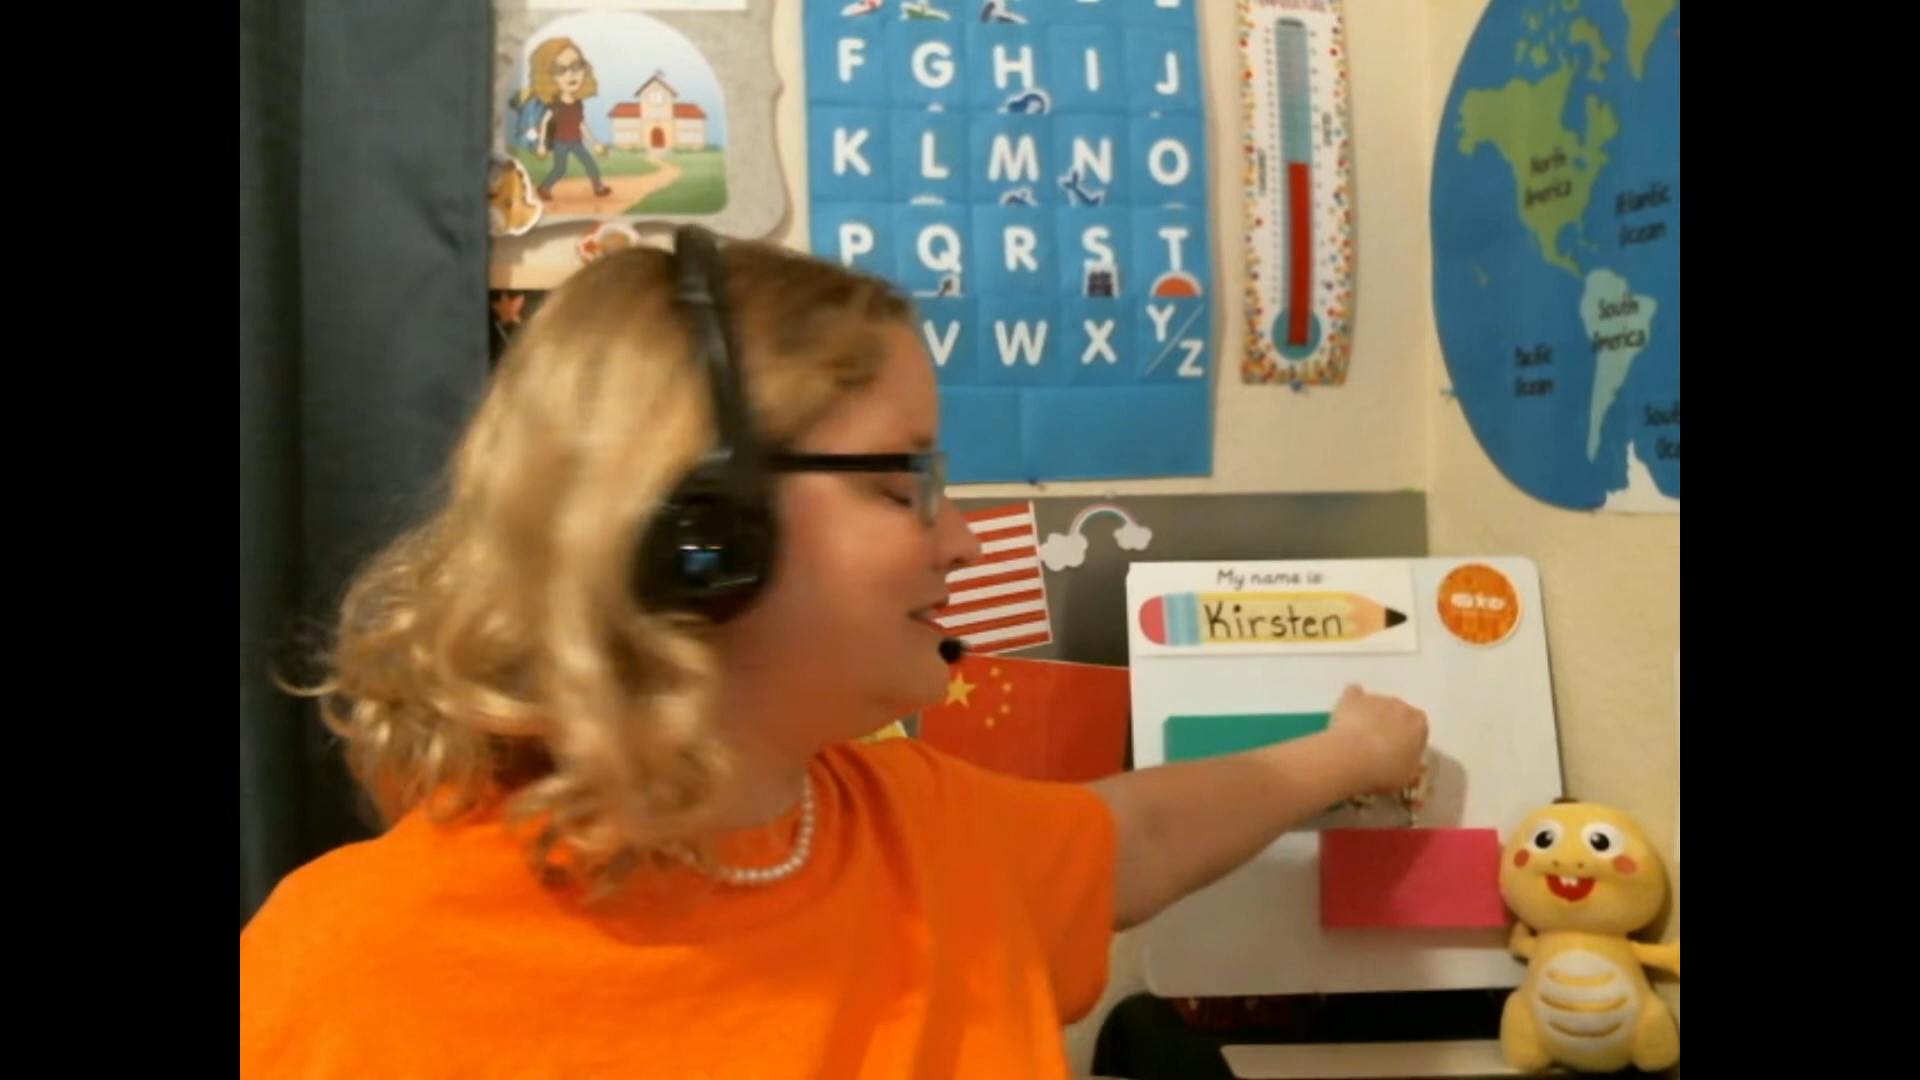 F G H I J
K L M N O
P Q R S T
V W X Y/Z
North
America
Atlantic
Ocean
South
America
Pacific
Ocean
My name is
Kirsten